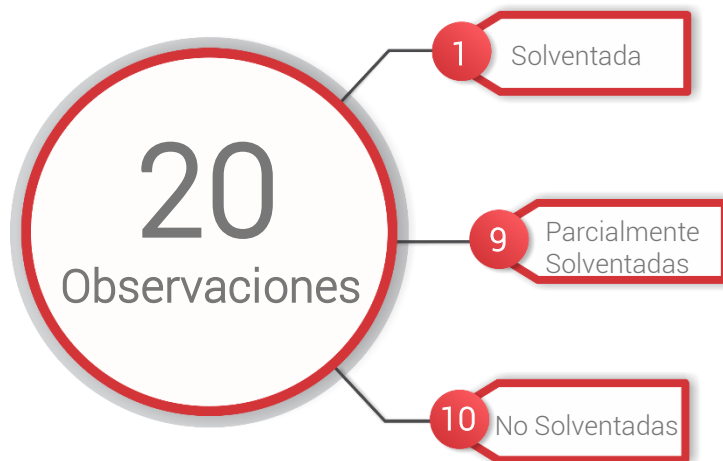 20
Observaciones
1
Solventada
9
Parcialmente
Solventadas
10
No Solventadas